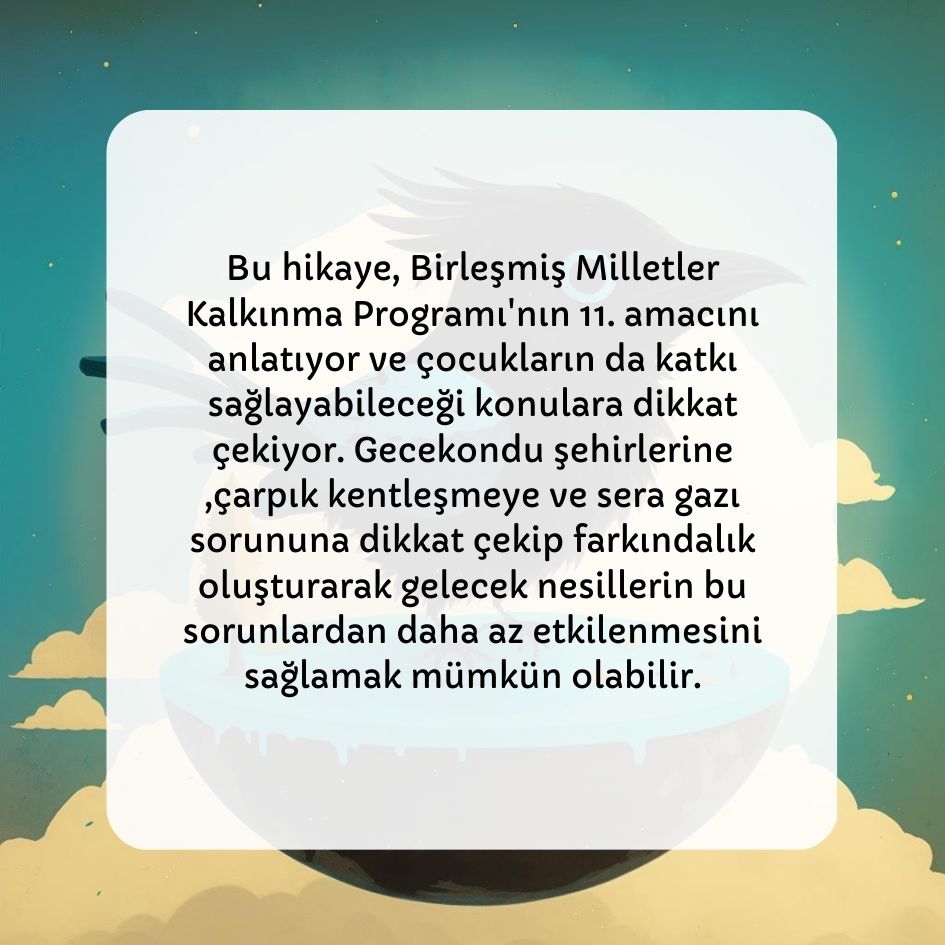 Bu hikaye, Birleşmiş Milletler
Kalkınma Programı'nın 11. amacını
anlatıyor ve çocukların da katkı
sağlayabileceği konulara dikkat
çekiyor. Gecekondu şehirlerine
,çarpık kentleşmeye ve sera gazı
sorununa dikkat çekip farkındalık
oluşturarak gelecek nesillerin bu
sorunlardan daha az etkilenmesini
sağlamak mümkün olabilir.